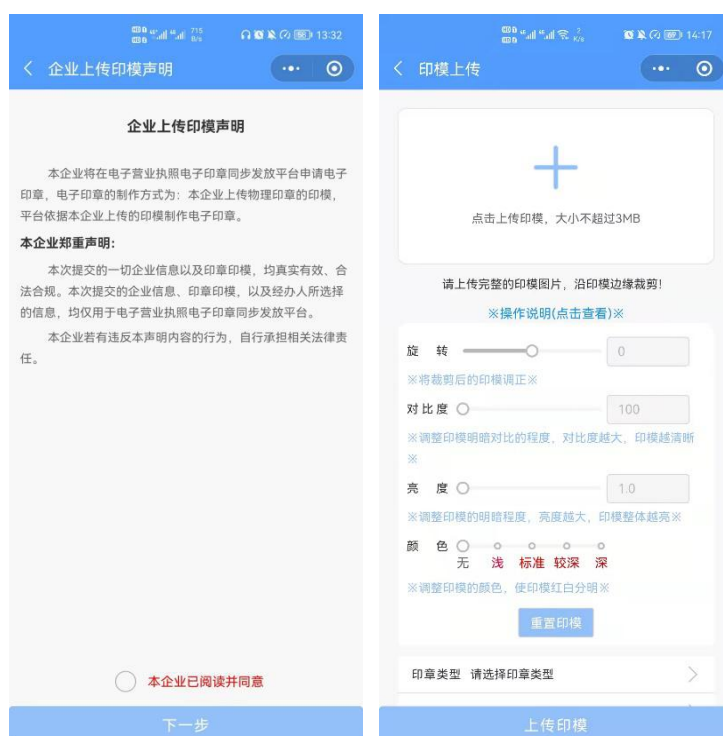 715
B/s
58
13:32
企业上传印模声明
企业上传印模声明
本企业将在电子营业执照电子印章同步发放平台申请电子
印章，电子印章的制作方式为：本企业上传物理印章的印模，
平台依据本企业上传的印模制作电子印章。
本企业郑重声明：
本次提交的一切企业信息以及印章印模，均真实有效、合
法合规。本次提交的企业信息、印章印模，以及经办人所选择
的信息，均仅用于电子营业执照电子印章同步发放平台。
本企业若有违反本声明内容的行为，自行承担相关法律责
任。
本企业已阅读并同意
下一步
7
K/s
14:17
印模上传
点击上传印模，大小不超过3MB
请上传完整的印模图片，沿印模边缘裁剪！
※操作说明(点击查看)※
旋 转
0
※将裁剪后的印模调正※
对比度
100
※调整印模明暗对比的程度，对比度越大，印模越清晰
※
亮 度
1.0
※调整印模的明暗程度，亮度越大，印模整体越亮※
颜 色
无 浅 标准 较深 深
※调整印模的颜色，使印模红白分明※
重置印模
印章类型 请选择印章类型
上传印模